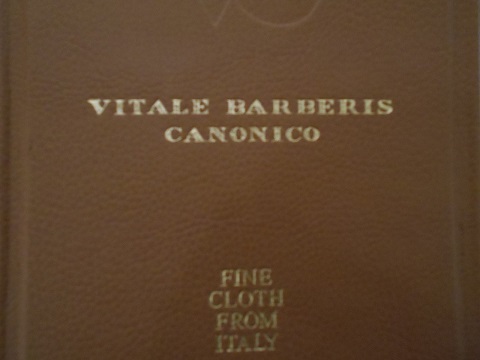 VITALE BARBERIS
CANONICO
FINE
CLOTH
FROM
ITALY